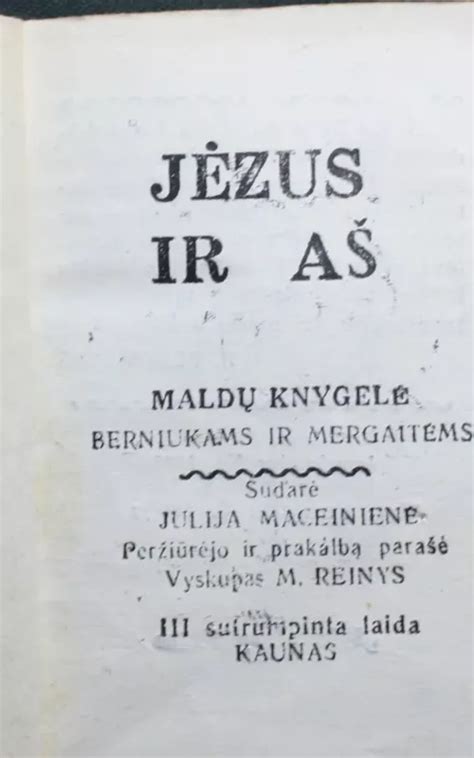 JĖZUS
IR AŠ
MALDŲ KNYGELĖ
BERNIUKAMS IR MERGAITĖMS
Sudarė
JULIJA MACEINIENĖ
Peržiūrėjo ir prakalbą parašė
Vyskupas M. REINYS
III sutrumpinta laida
KAUNAS